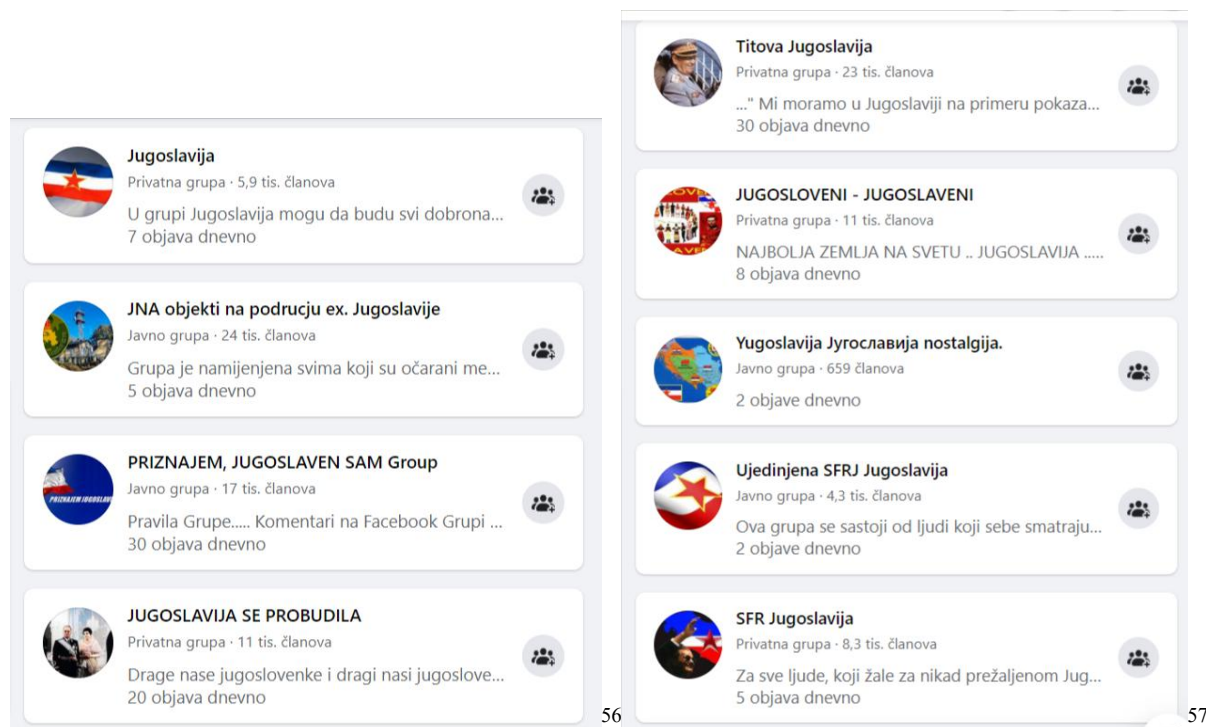 Jugoslavija
Privatna grupa · 5,9 tis. članova
U grupi Jugoslavija mogu da budu svi dobrona...
7 objava dnevno
JNA objekti na podrucju ex. Jugoslavije
Javno grupa · 24 tis. članova
Grupa je namijenjena svima koji su očarani me...
5 objava dnevno
PRIZNAJEM, JUGOSLAVEN SAM Group
Javno grupa · 17 tis. članova
Pravila Grupe..... Komentari na Facebook Grupi ...
30 objava dnevno
JUGOSLAVIJA SE PROBUDILA
Privatna grupa · 11 tis. članova
Drage nase jugoslovenke i dragi nasi jugoslove...
20 objava dnevno
56
Titova Jugoslavija
Privatna grupa · 23 tis. članova
..." Mi moramo u Jugoslaviji na primeru pokaza...
30 objava dnevno
JUGOSLOVENI - JUGOSLAVENI
Privatna grupa · 11 tis. članova
NAJBOLJA ZEMLJA NA SVETU .. JUGOSLAVIJA .....
8 objava dnevno
Yugoslavija Југославија nostalgija.
Javno grupa · 659 članova
2 objave dnevno
Ujedinjena SFRJ Jugoslavija
Javno grupa · 4,3 tis. članova
Ova grupa se sastoji od ljudi koji sebe smatraju...
2 objave dnevno
SFR Jugoslavija
Privatna grupa · 8,3 tis. članova
Za sve ljude, koji žale za nikad prežaljenom Jug...
5 objava dnevno
57